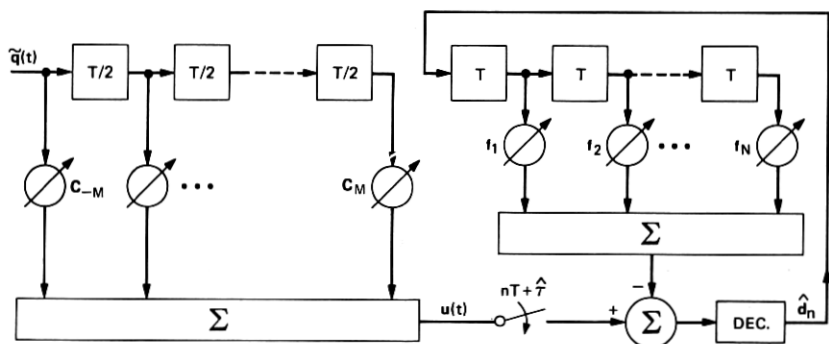 q̃(t)
T/2
T/2
T/2
T
T
T
C₋M
• • •
C_M
f₁
f₂
• • •
f_N
Σ
Σ
u(t)
nT + τ̂
+
−
Σ
DEC.
d̂ₙ